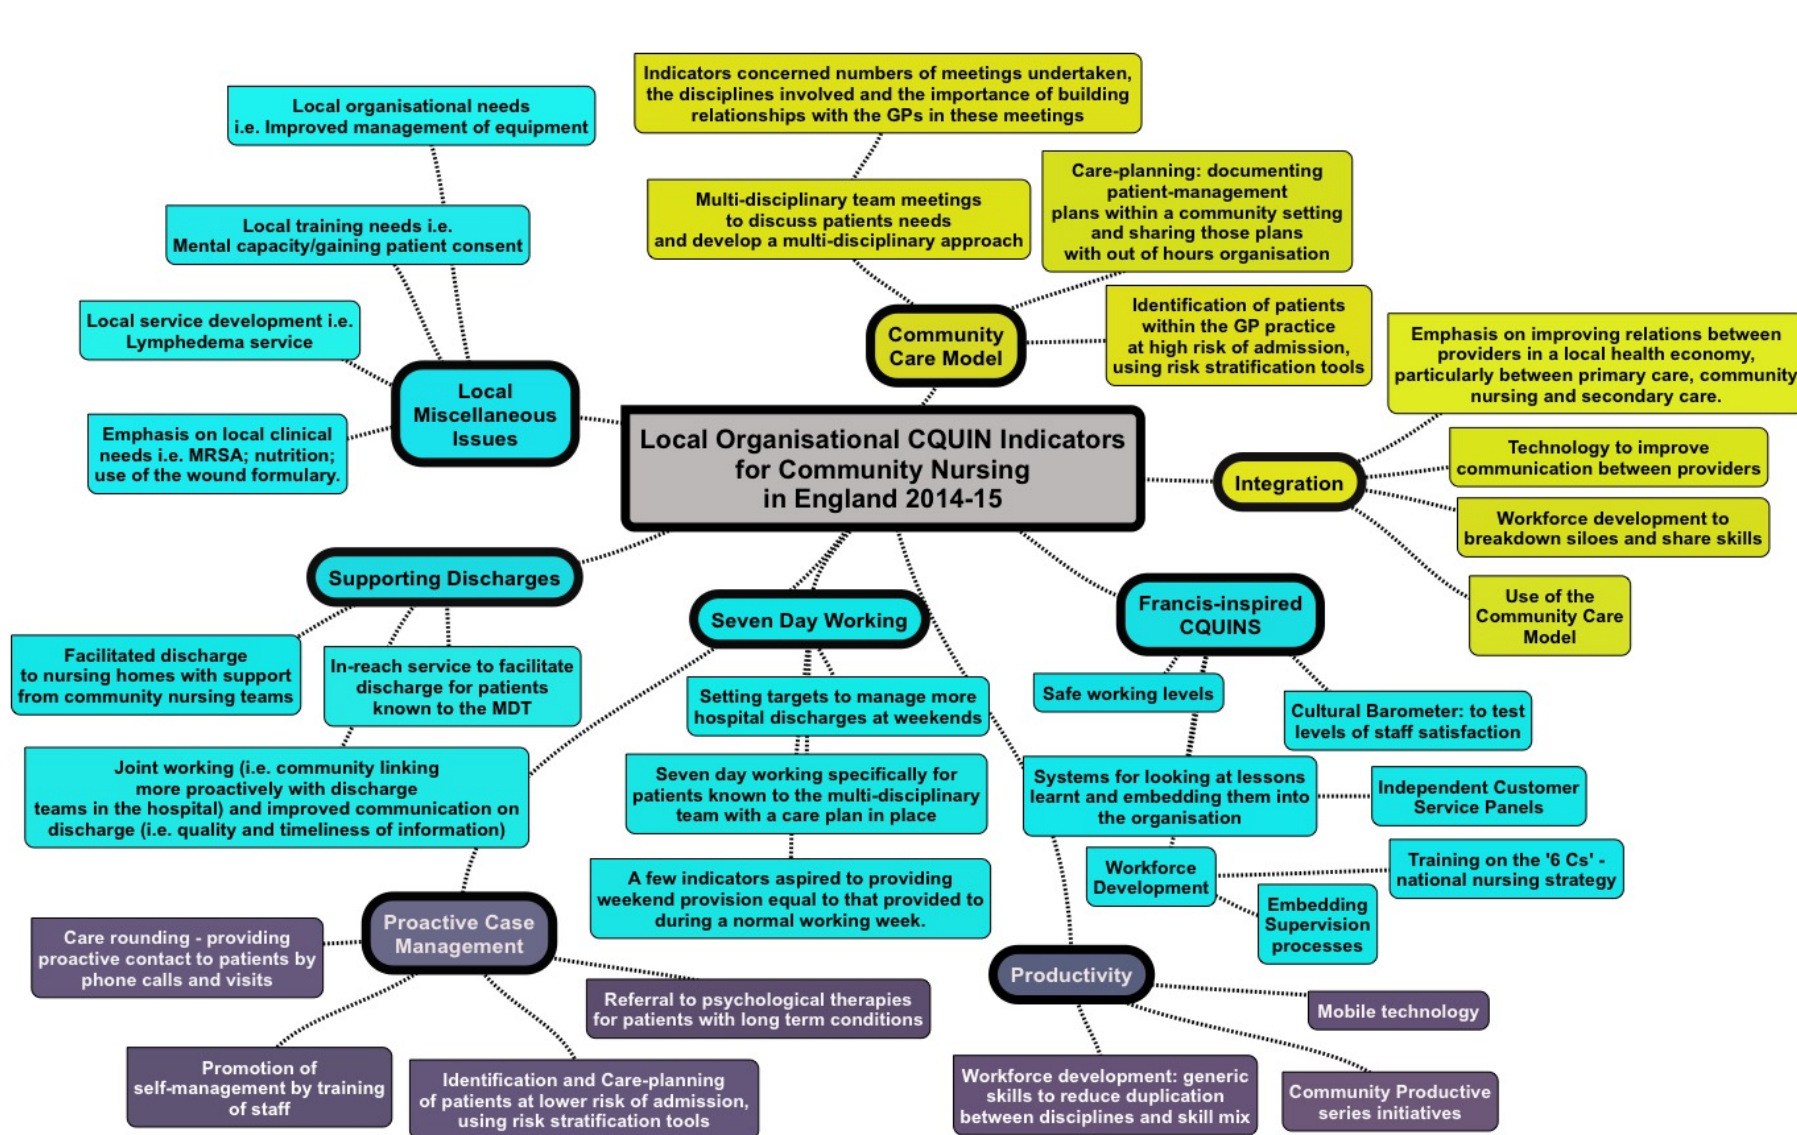 Local Organisational CQUIN Indicators
for Community Nursing
in England 2014-15
Local
Miscellaneous
Issues
Local organisational needs
i.e. Improved management of equipment
Local training needs i.e.
Mental capacity/gaining patient consent
Local service development i.e.
Lymphedema service
Emphasis on local clinical
needs i.e. MRSA; nutrition;
use of the wound formulary.
Community
Care Model
Indicators concerned numbers of meetings undertaken,
the disciplines involved and the importance of building
relationships with the GPs in these meetings
Multi-disciplinary team meetings
to discuss patients needs
and develop a multi-disciplinary approach
Care-planning: documenting
patient-management
plans within a community setting
and sharing those plans
with out of hours organisation
Identification of patients
within the GP practice
at high risk of admission,
using risk stratification tools
Integration
Emphasis on improving relations between
providers in a local health economy,
particularly between primary care, community
nursing and secondary care.
Technology to improve
communication between providers
Workforce development to
breakdown siloes and share skills
Use of the
Community Care
Model
Supporting Discharges
Facilitated discharge
to nursing homes with support
from community nursing teams
In-reach service to facilitate
discharge for patients
known to the MDT
Joint working (i.e. community linking
more proactively with discharge
teams in the hospital) and improved communication on
discharge (i.e. quality and timeliness of information)
Seven Day Working
Setting targets to manage more
hospital discharges at weekends
Seven day working specifically for
patients known to the multi-disciplinary
team with a care plan in place
A few indicators aspired to providing
weekend provision equal to that provided to
during a normal working week.
Francis-inspired
CQUINS
Safe working levels
Cultural Barometer: to test
levels of staff satisfaction
Systems for looking at lessons
learnt and embedding them into
the organisation
Independent Customer
Service Panels
Workforce
Development
Training on the '6 Cs' -
national nursing strategy
Embedding
Supervision
processes
Proactive Case
Management
Care rounding - providing
proactive contact to patients by
phone calls and visits
Promotion of
self-management by training
of staff
Identification and Care-planning
of patients at lower risk of admission,
using risk stratification tools
Referral to psychological therapies
for patients with long term conditions
Productivity
Mobile technology
Workforce development: generic
skills to reduce duplication
between disciplines and skill mix
Community Productive
series initiatives